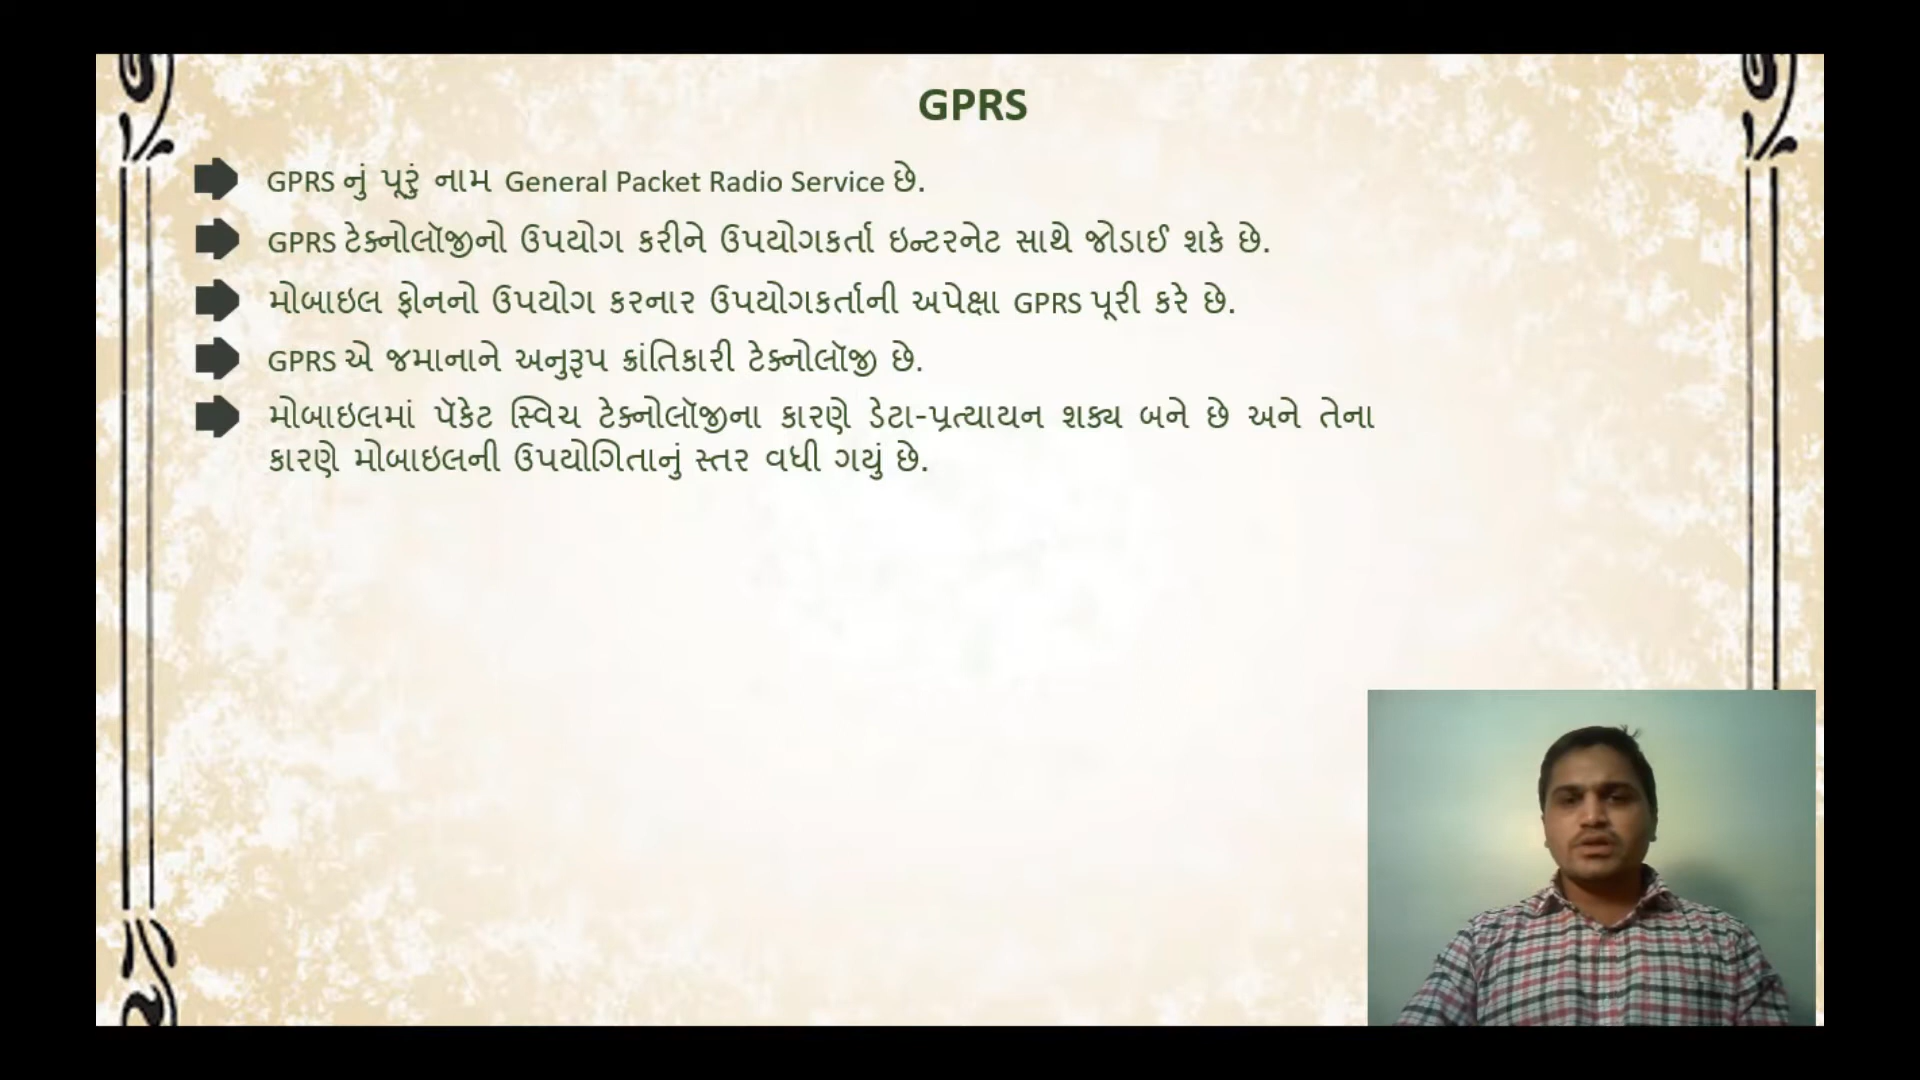 GPRS
GPRS નું પૂરું નામ General Packet Radio Service છે.
GPRS ટેક્નોલૉજીનો ઉપયોગ કરીને ઉપયોગકર્તા ઇન્ટરનેટ સાથે જોડાઈ શકે છે.
મોબાઇલ ફોનનો ઉપયોગ કરનાર ઉપયોગકર્તાની અપેક્ષા GPRS પૂરી કરે છે.
GPRS એ જમાનાને અનુરૂપ ક્રાંતિકારી ટેક્નોલૉજી છે.
મોબાઇલમાં પૅકેટ સ્વિચ ટેક્નોલૉજીના કારણે ડેટા-પ્રત્યાયન શક્ય બને છે અને તેના
કારણે મોબાઇલની ઉપયોગિતાનું સ્તર વધી ગયું છે.